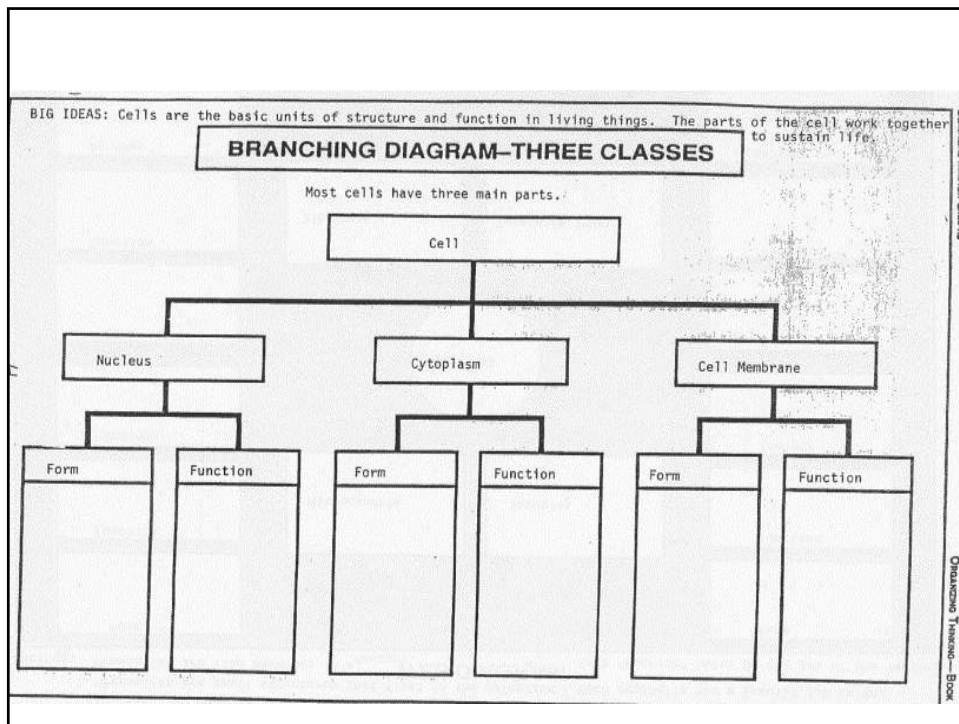 BIG IDEAS: Cells are the basic units of structure and function in living things. The parts of the cell work together
to sustain life.
BRANCHING DIAGRAM–THREE CLASSES
Most cells have three main parts.
Cell
Nucleus
Cytoplasm
Cell Membrane
Form
Function
Form
Function
Form
Function
ORGANIZING THINKING—BOOK